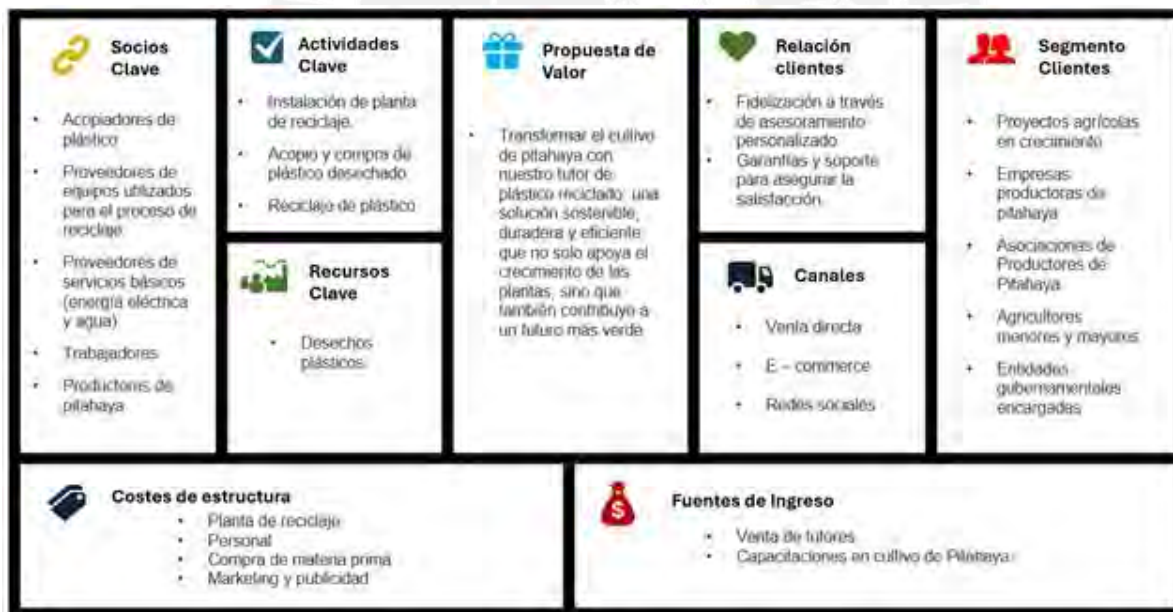 Socios
Clave
• Acopiadores de
plástico
• Proveedores de
equipos utilizados
para el proceso de
reciclaje
• Proveedores de
servicios básicos
(energía eléctrica
y agua)
• Trabajadores
• Productores de
pitahaya
Actividades
Clave
• Instalación de planta
de reciclaje.
• Acopio y compra de
plástico desechado
• Reciclaje de plástico
Recursos
Clave
• Desechos
plásticos.
Propuesta de
Valor
• Transformar el cultivo
de pitahaya con
nuestro tutor de
plástico reciclado: una
solución sostenible,
duradera y eficiente
que no solo apoya el
crecimiento de las
plantas, sino que
también contribuye a
un futuro más verde
Relación
clientes
• Fidelización a través
de asesoramiento
personalizado
• Garantías y soporte
para asegurar la
satisfacción.
Canales
• Venta directa
• E – commerce
• Redes sociales
Segmento
Clientes
• Proyectos agrícolas
en crecimiento
• Empresas
productoras de
pitahaya
• Asociaciones de
Productores de
Pitahaya
• Agricultores
menores y mayores
• Entidades
gubernamentales
encargadas
Costes de estructura
• Planta de reciclaje
• Personal
• Compra de materia prima
• Marketing y publicidad
$
Fuentes de Ingreso
• Venta de tutores
• Capacitaciones en cultivo de Pitahaya